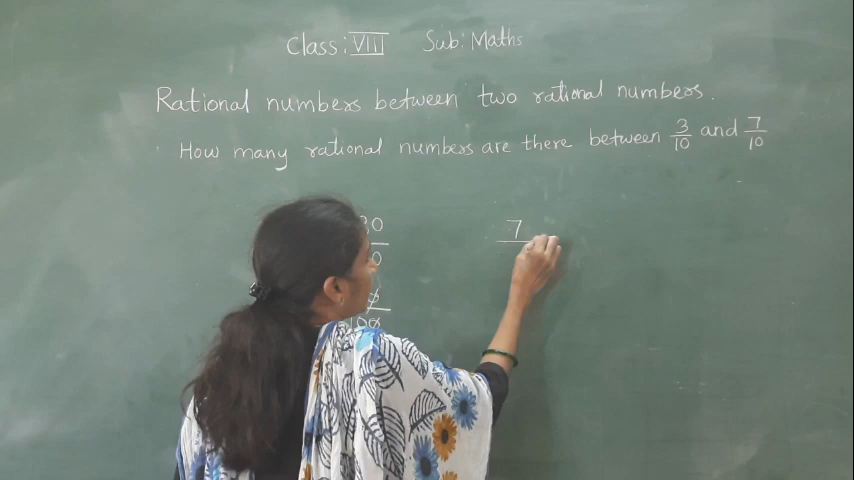 Class: VIII Sub: Maths
Rational numbers between two rational numbers.
How many rational numbers are there between 3/10 and 7/10
30 7